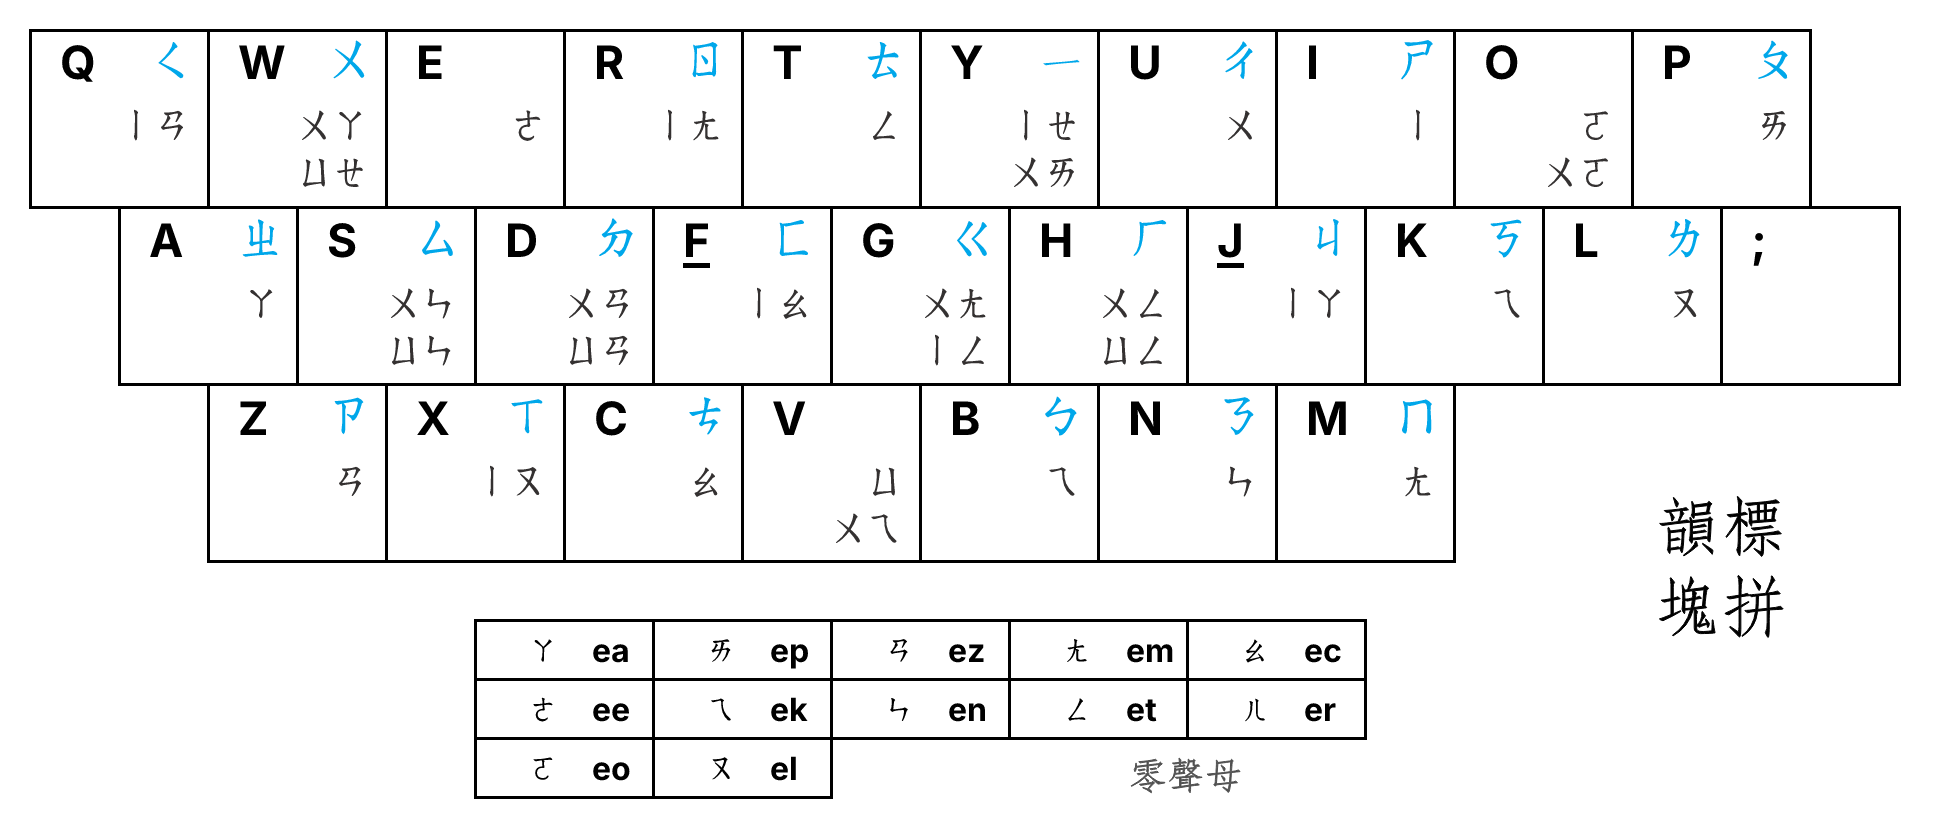 Q ㄑ W ㄨ E R ㄖ T ㄊ Y ㄧ U ㄔ I ㄕ O P ㄆ
ㄧㄢ ㄨㄚ ㄜ ㄧㄤ ㄥ ㄧㄝ ㄨ ㄧ ㄛ ㄞ
ㄩㄝ ㄨㄞ ㄨㄛ
A ㄓ S ㄙ D ㄉ F ㄈ G ㄍ H ㄏ J ㄐ K ㄎ L ㄌ ;
ㄚ ㄨㄣ ㄨㄢ ㄧㄠ ㄨㄤ ㄨㄥ ㄧㄚ ㄟ ㄡ
ㄩㄣ ㄩㄢ ㄧㄥ ㄩㄥ
Z ㄗ X ㄒ C ㄘ V B ㄅ N ㄋ M ㄇ
ㄢ ㄧㄡ ㄠ ㄩ ㄟ ㄣ ㄤ
ㄨㄟ
韻標
塊拼
ㄚ ea ㄞ ep ㄢ ez ㄤ em ㄠ ec
ㄜ ee ㄟ ek ㄣ en ㄥ et ㄦ er
ㄛ eo ㄡ el
零聲母